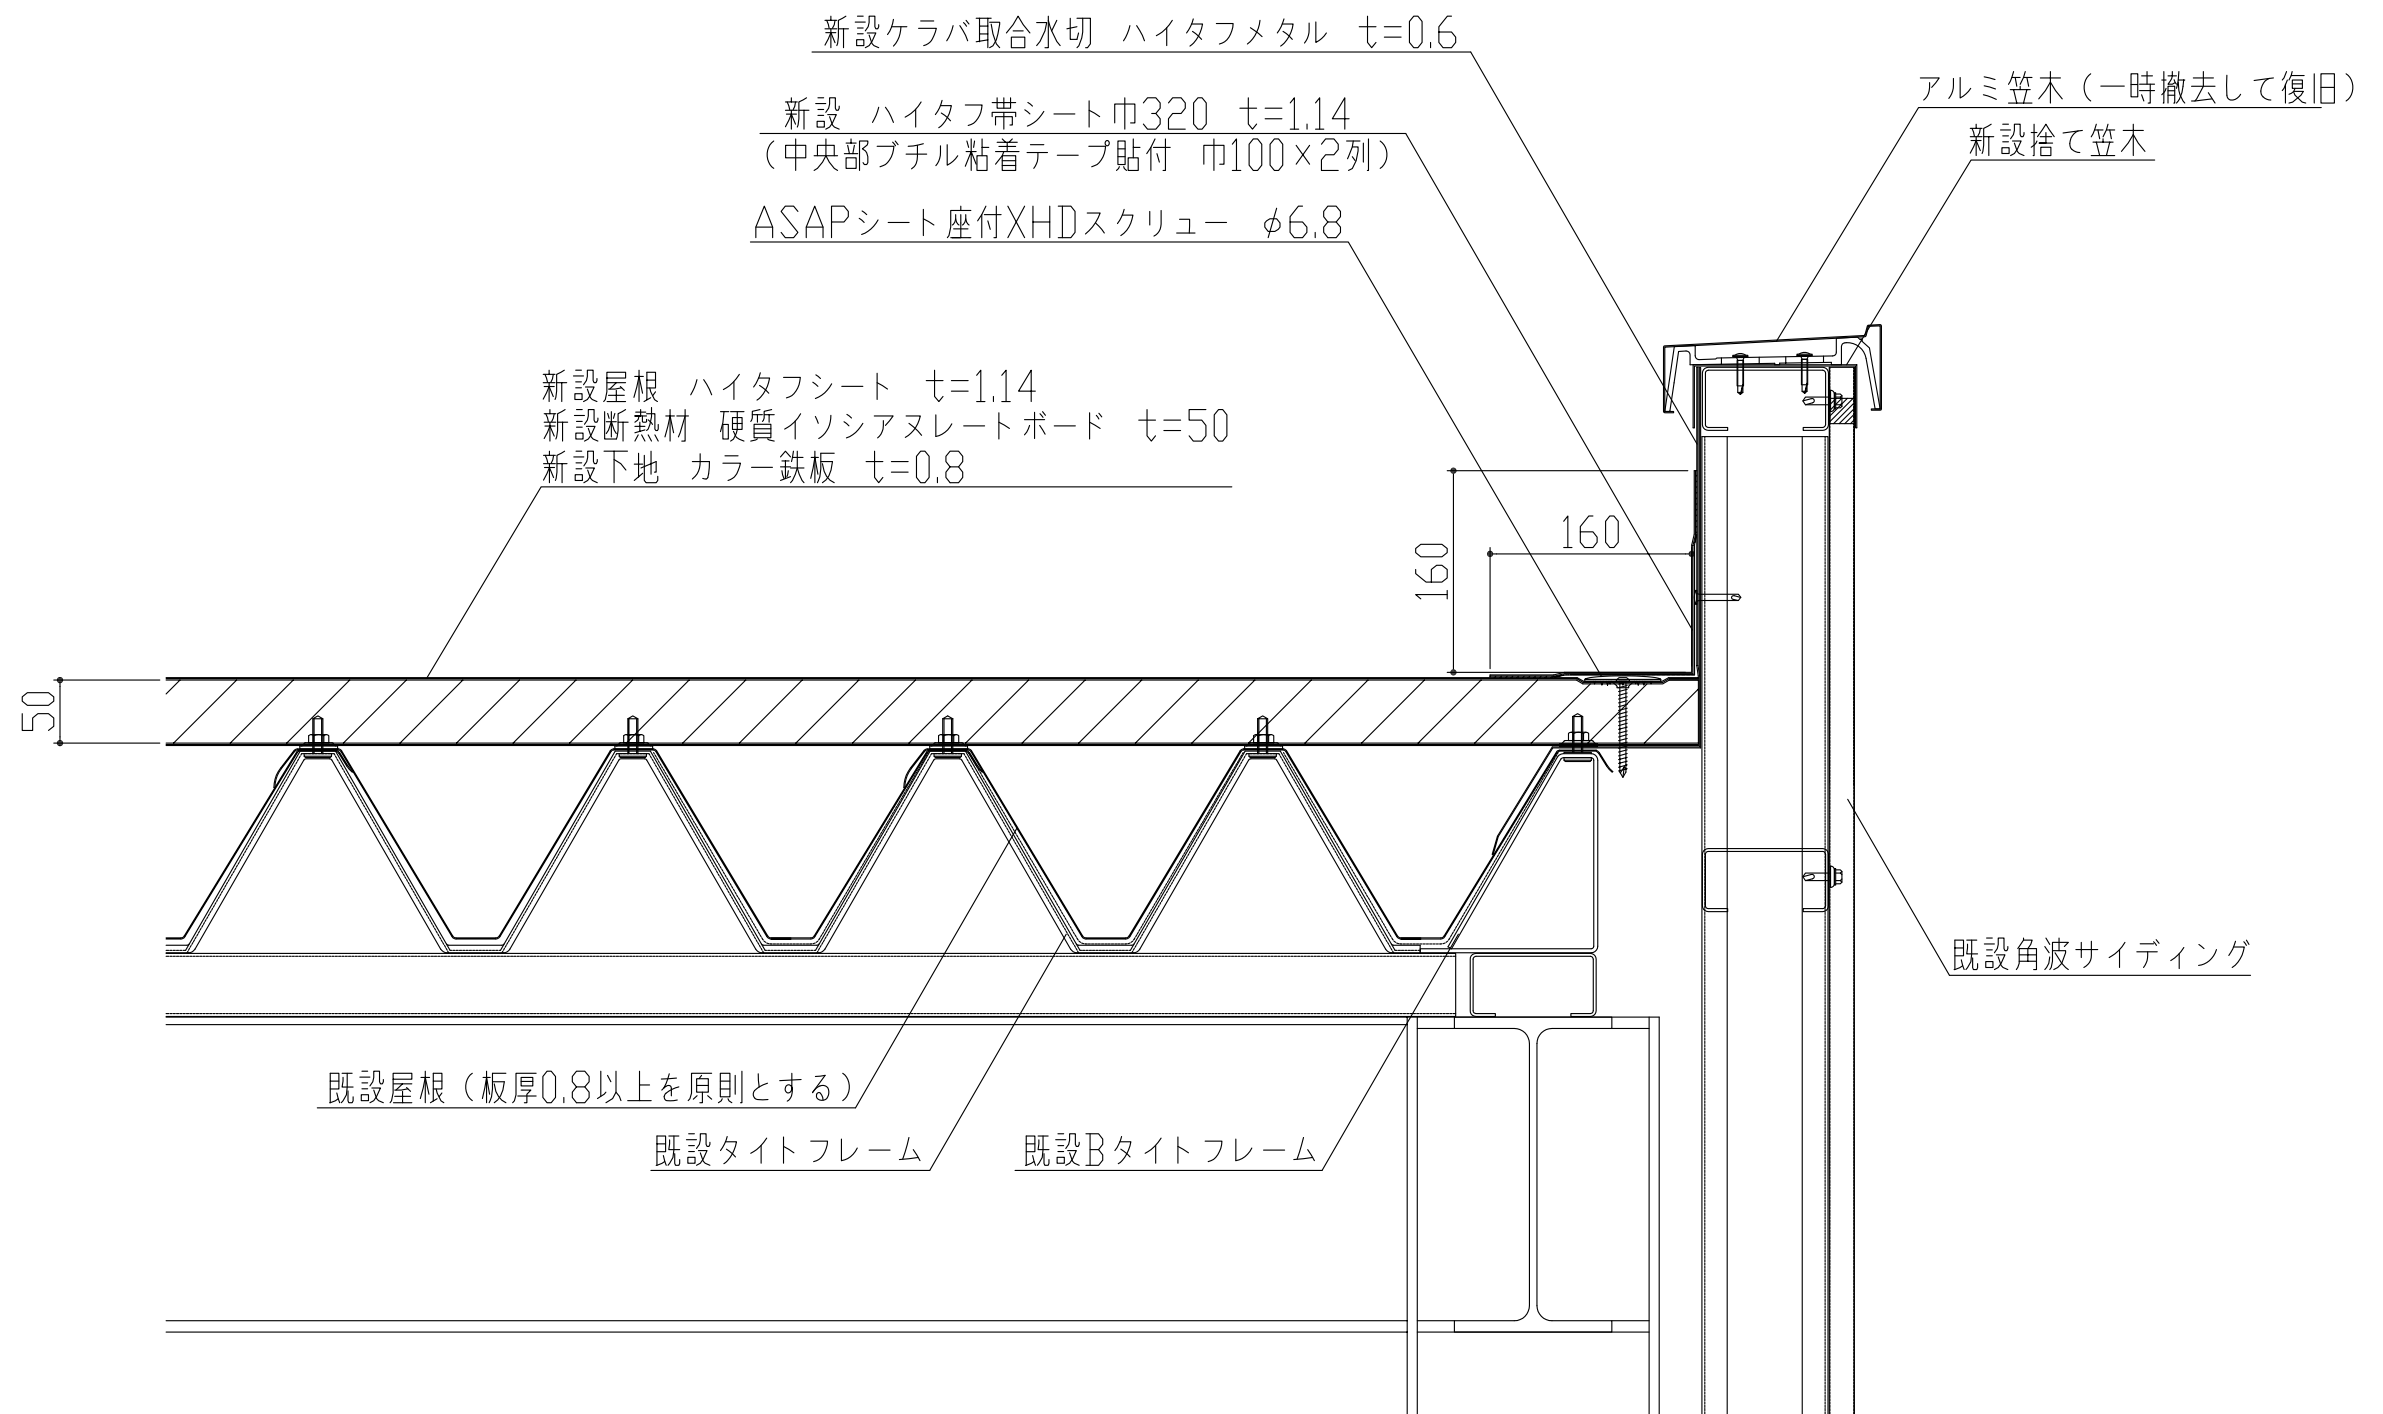 新設ケラバ取合水切　ハイタフメタル　t=0.6
新設　ハイタフ帯シート巾320　t=1.14
（中央部ブチル粘着テープ貼付　巾100×2列）
ASAPシート座付XHDスクリュー　φ6.8
アルミ笠木（一時撤去して復旧）
新設捨て笠木
新設屋根　ハイタフシート　t=1.14
新設断熱材　硬質イソシアヌレートボード　t=50
新設下地　カラー鉄板　t=0.8
160
160
50
既設角波サイディング
既設屋根（板厚0.8以上を原則とする）
既設タイトフレーム
既設Bタイトフレーム